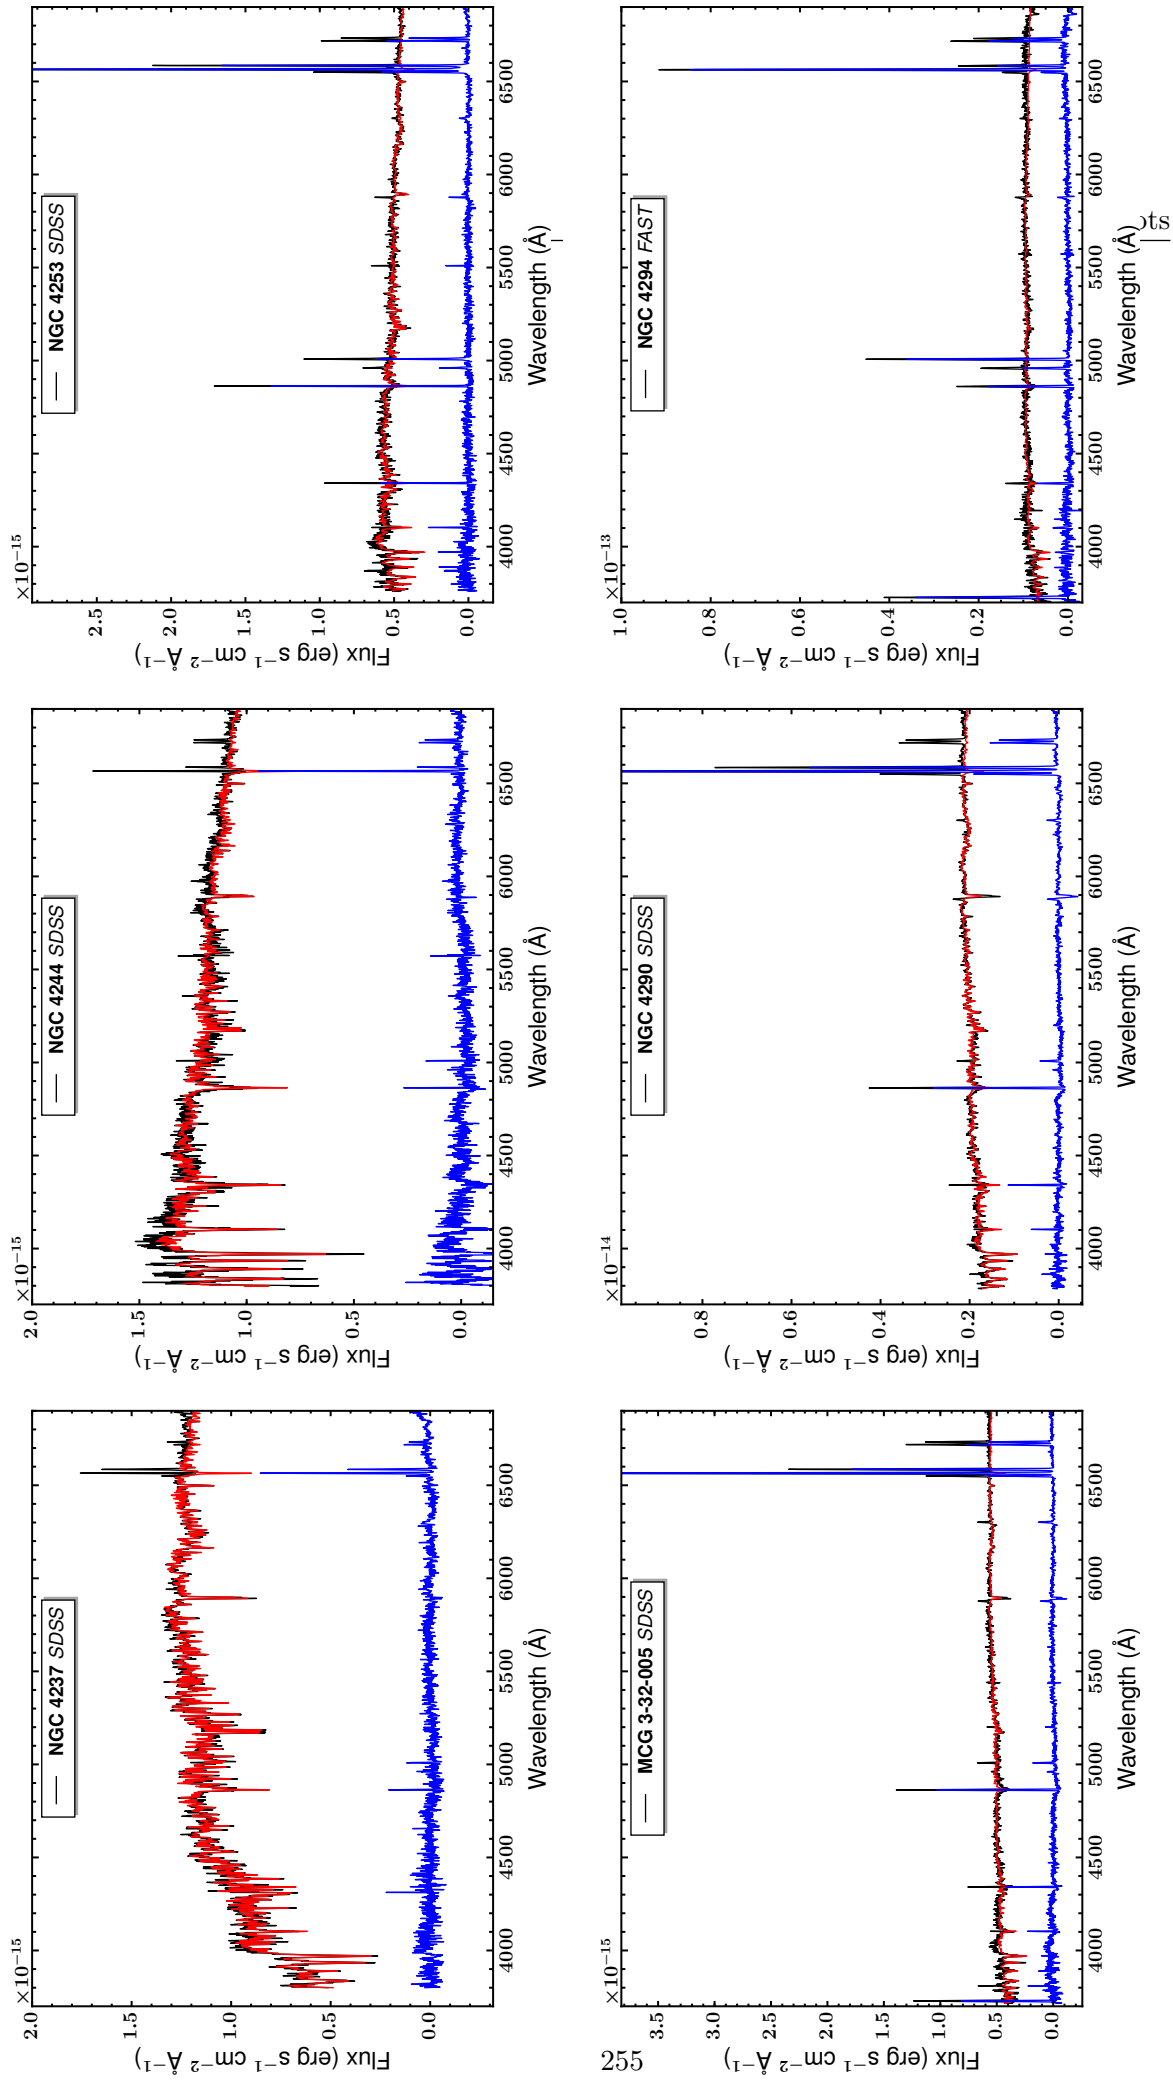 ×10⁻¹⁵
NGC 4237 SDSS
Flux (erg s⁻¹ cm⁻² Å⁻¹)
2.0
1.5
1.0
0.5
0.0
4000 4500 5000 5500 6000 6500
Wavelength (Å)
×10⁻¹⁵
NGC 4244 SDSS
Flux (erg s⁻¹ cm⁻² Å⁻¹)
2.0
1.5
1.0
0.5
0.0
4000 4500 5000 5500 6000 6500
Wavelength (Å)
×10⁻¹⁵
NGC 4253 SDSS
Flux (erg s⁻¹ cm⁻² Å⁻¹)
2.5
2.0
1.5
1.0
0.5
0.0
4000 4500 5000 5500 6000 6500
Wavelength (Å)
×10⁻¹⁵
MCG 3-32-005 SDSS
Flux (erg s⁻¹ cm⁻² Å⁻¹)
3.5
3.0
2.5
2.0
1.5
1.0
0.5
0.0
4000 4500 5000 5500 6000 6500
Wavelength (Å)
×10⁻¹⁴
NGC 4290 SDSS
Flux (erg s⁻¹ cm⁻² Å⁻¹)
0.8
0.6
0.4
0.2
0.0
4000 4500 5000 5500 6000 6500
Wavelength (Å)
×10⁻¹³
NGC 4294 FAST
Flux (erg s⁻¹ cm⁻² Å⁻¹)
1.0
0.8
0.6
0.4
0.2
0.0
4000 4500 5000 5500 6000 6500
Wavelength (Å)
255